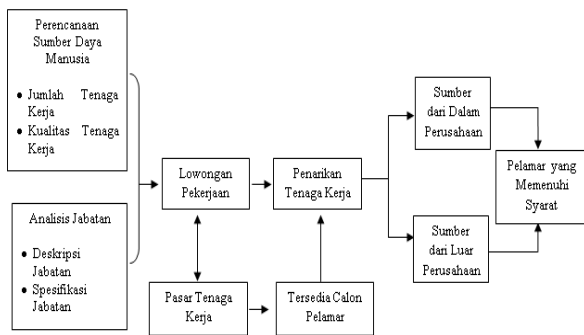 Perencanaan
Sumber Daya
Manusia
• Jumlah Tenaga
Kerja
• Kualitas Tenaga
Kerja
Analisis Jabatan
• Deskripsi
Jabatan
• Spesifikasi
Jabatan
Lowongan
Pekerjaan
Pasar Tenaga
Kerja
Penarikan
Tenaga Kerja
Tersedia Calon
Pelamar
Sumber
dari Dalam
Perusahaan
Sumber
dari Luar
Perusahaan
Pelamar yang
Memenuhi
Syarat